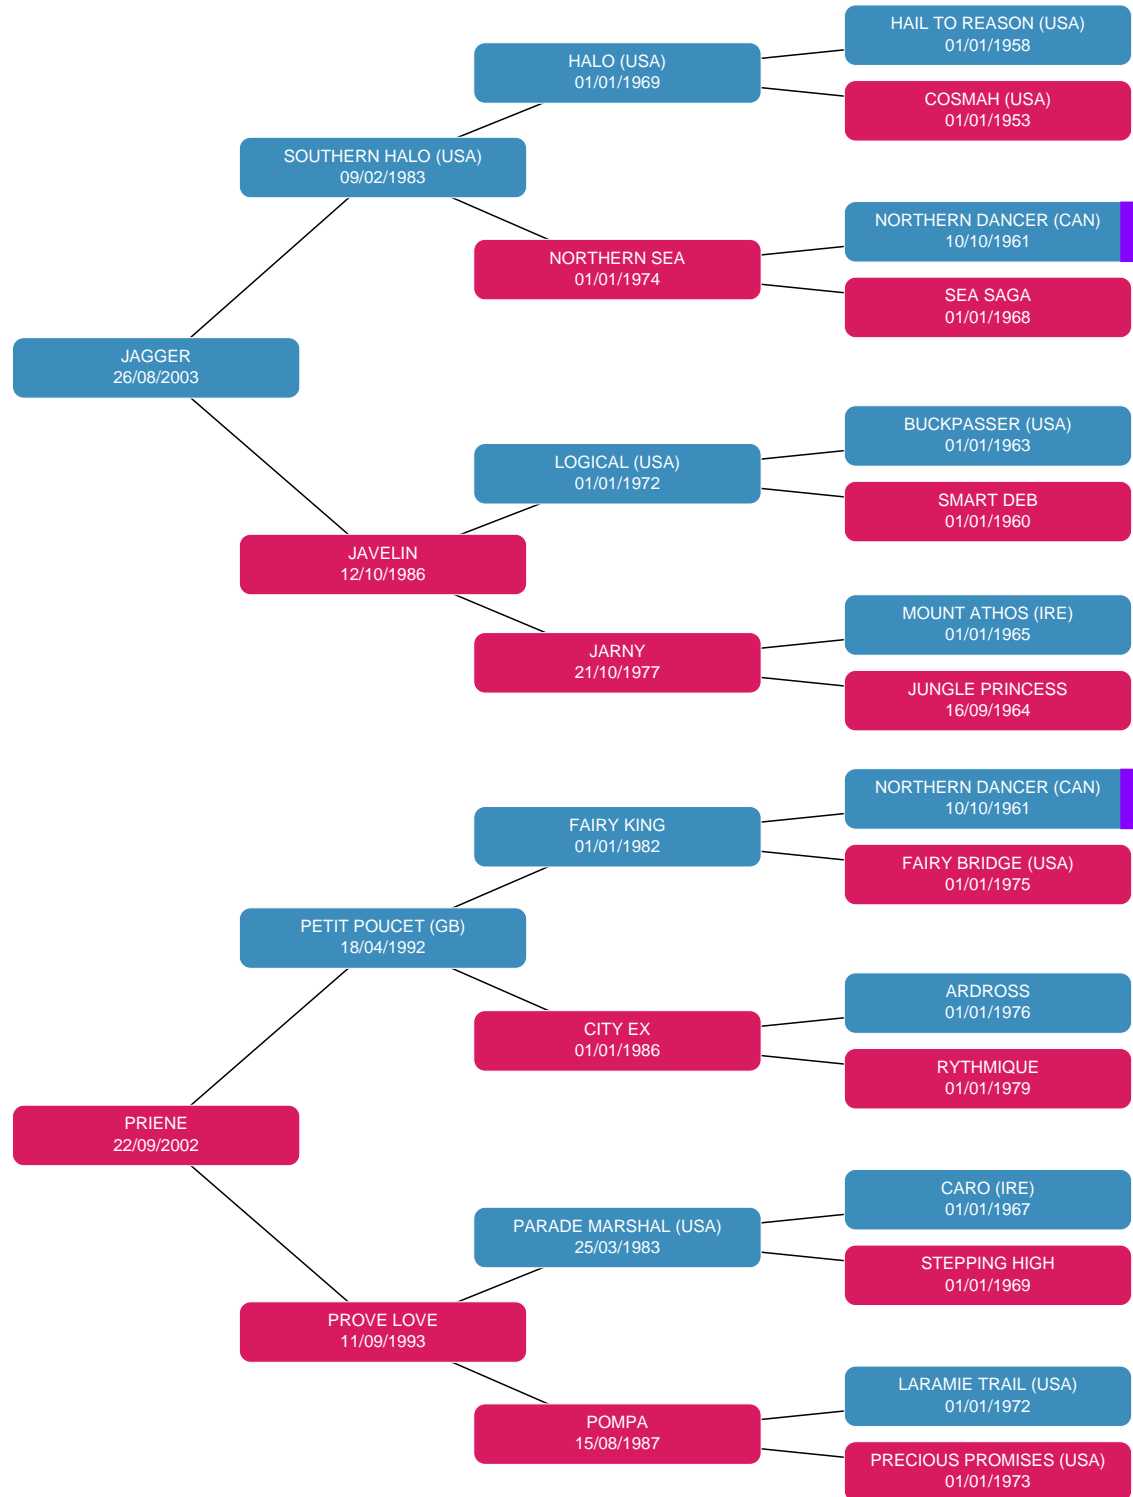 HAIL TO REASON (USA)
01/01/1958
HALO (USA)
01/01/1969
COSMAH (USA)
01/01/1953
SOUTHERN HALO (USA)
09/02/1983
NORTHERN DANCER (CAN)
10/10/1961
NORTHERN SEA
01/01/1974
SEA SAGA
01/01/1968
JAGGER
26/08/2003
BUCKPASSER (USA)
01/01/1963
LOGICAL (USA)
01/01/1972
SMART DEB
01/01/1960
JAVELIN
12/10/1986
MOUNT ATHOS (IRE)
01/01/1965
JARNY
21/10/1977
JUNGLE PRINCESS
16/09/1964
NORTHERN DANCER (CAN)
10/10/1961
FAIRY KING
01/01/1982
FAIRY BRIDGE (USA)
01/01/1975
PETIT POUCET (GB)
18/04/1992
ARDROSS
01/01/1976
CITY EX
01/01/1986
RYTHMIQUE
01/01/1979
PRIENE
22/09/2002
CARO (IRE)
01/01/1967
PARADE MARSHAL (USA)
25/03/1983
STEPPING HIGH
01/01/1969
PROVE LOVE
11/09/1993
LARAMIE TRAIL (USA)
01/01/1972
POMPA
15/08/1987
PRECIOUS PROMISES (USA)
01/01/1973